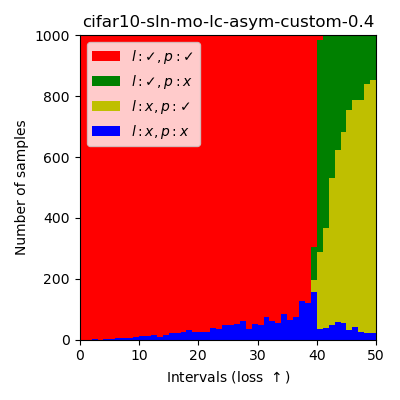 cifar10-sln-mo-lc-asym-custom-0.4
1000
800
600
400
200
0
Number of samples
l : ✓, p : ✓
l : ✓, p : x
l : x, p : ✓
l : x, p : x
0 10 20 30 40 50
Intervals (loss ↑)